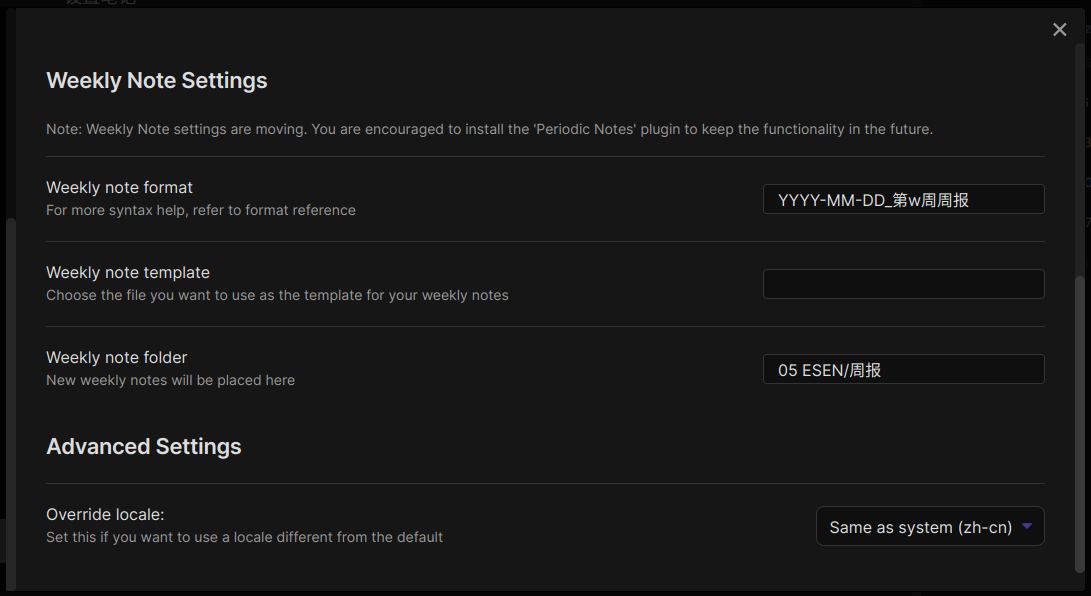 Weekly Note Settings
Note: Weekly Note settings are moving. You are encouraged to install the 'Periodic Notes' plugin to keep the functionality in the future.
Weekly note format
For more syntax help, refer to format reference
YYYY-MM-DD_第w周周报
Weekly note template
Choose the file you want to use as the template for your weekly notes
Weekly note folder
New weekly notes will be placed here
05 ESEN/周报
Advanced Settings
Override locale:
Set this if you want to use a locale different from the default
Same as system (zh-cn)